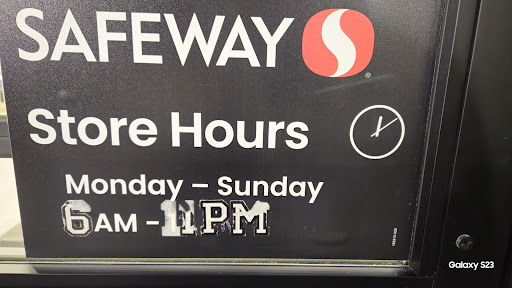 SAFEWAY
Store Hours
Monday – Sunday
6AM - 11PM
Galaxy S23